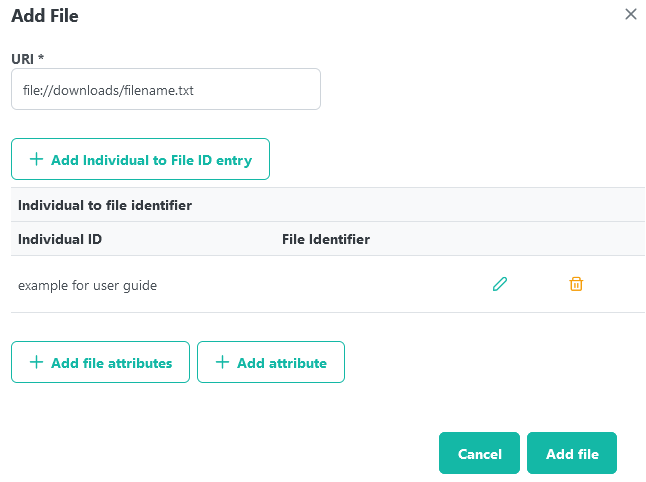 Add File
URI *
file://downloads/filename.txt
Add Individual to File ID entry
Individual to file identifier
Individual ID File Identifier
example for user guide
Add file attributes Add attribute
Cancel Add file